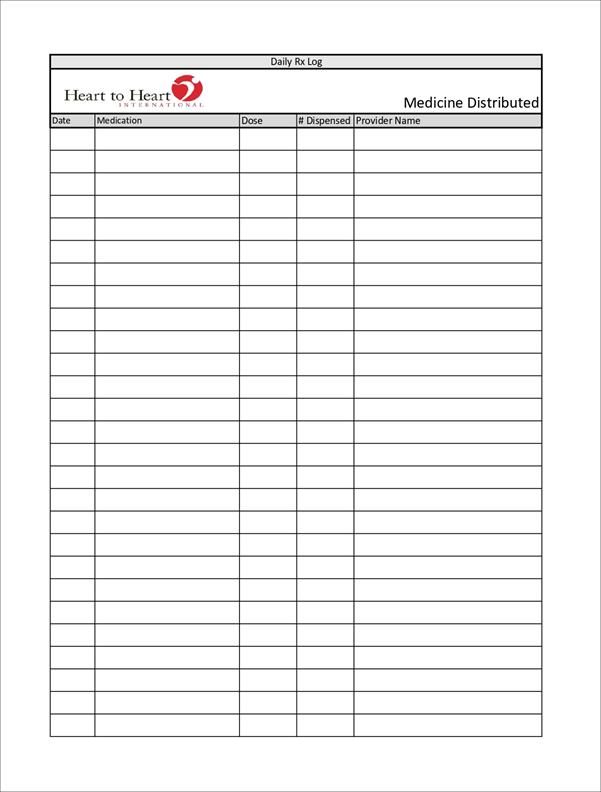 Daily Rx Log
Heart to Heart
INTERNATIONAL
Medicine Distributed
Date Medication Dose # Dispensed Provider Name